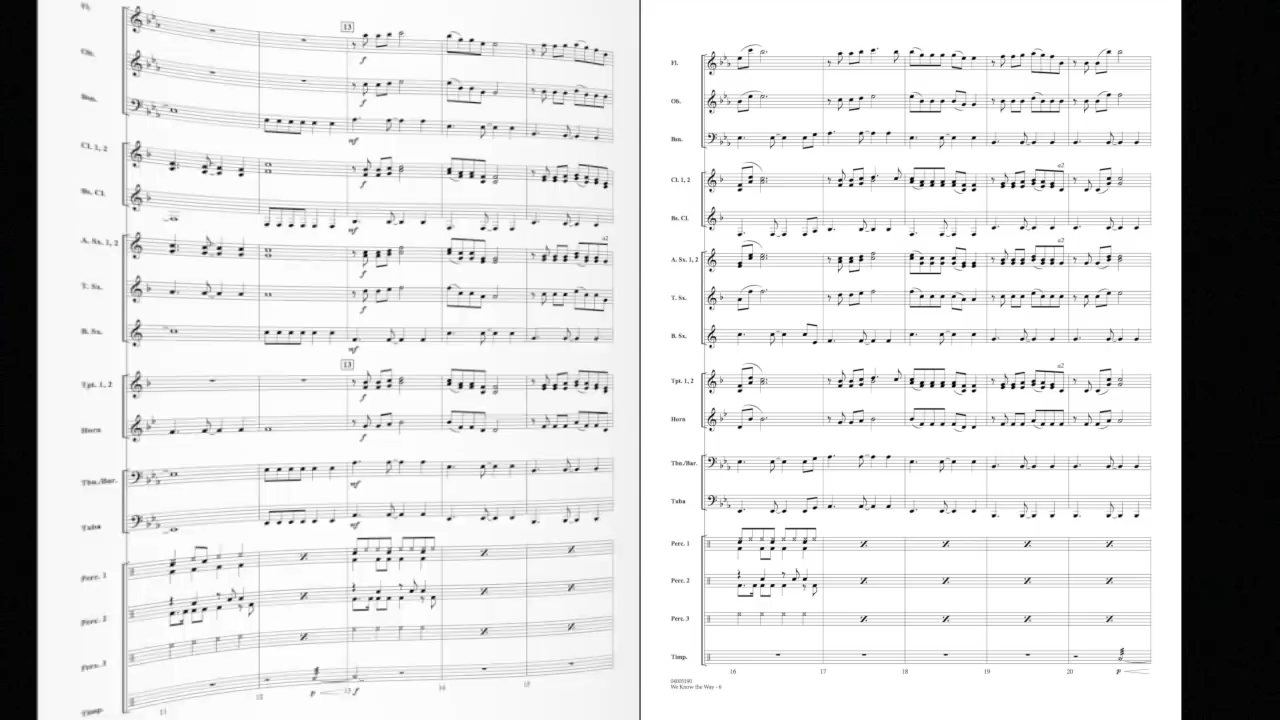 Fl.
13
f
Ob.
f
Bsn.
mf
Cl. 1, 2
f
Bs. Cl.
mf
A. Sx. 1, 2
a2
f
T. Sx.
f
B. Sx.
mf
13
Tpt. 1, 2
f
Horn
f
Tbn./Bar.
mf
Tuba
mf
Perc. 1
Perc. 2
Perc. 3
Timp.
p f
11 12 13 14 15
Fl.
Ob.
Bsn.
a2
Cl. 1, 2
Bs. Cl.
a2
A. Sx. 1, 2
T. Sx.
B. Sx.
a2
Tpt. 1, 2
Horn
Tbn./Bar.
Tuba
Perc. 1
Perc. 2
Perc. 3
Timp.
16 17 18 19 20 p
04005190
We Know the Way - 6